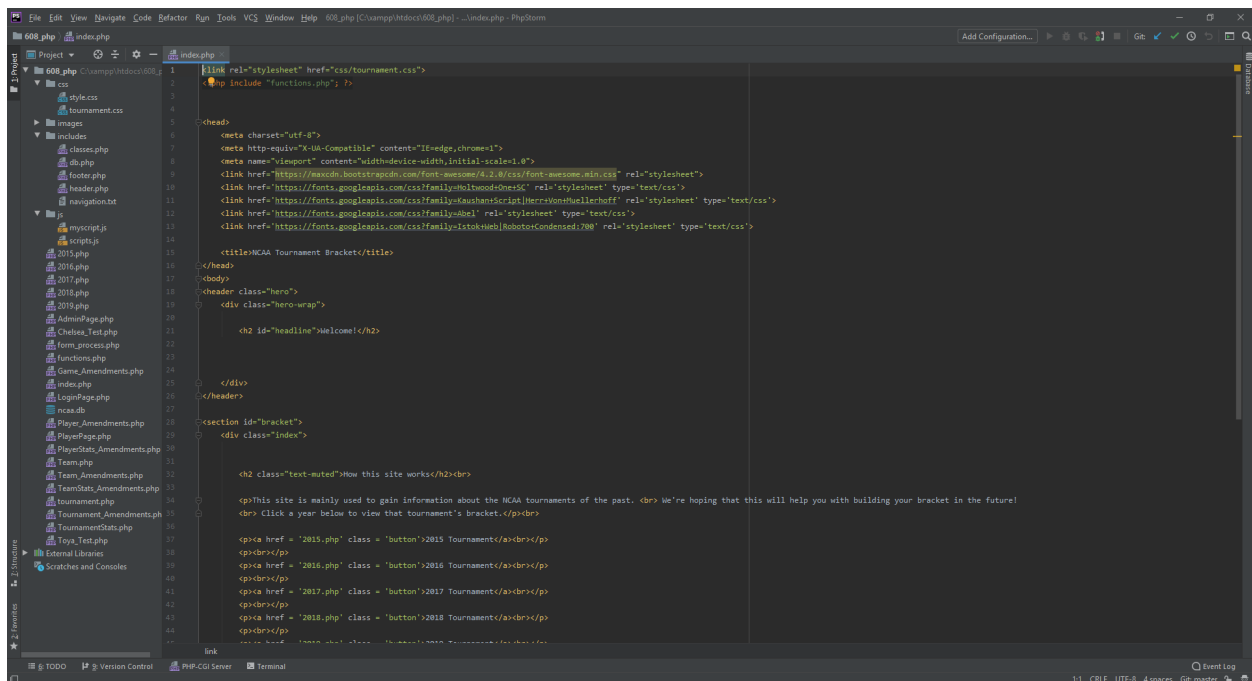 File Edit View Navigate Code Refactor Run Tools VCS Window Help 608_php [C:\xampp\htdocs\608_php] - ...\index.php - PhpStorm
608_php index.php Add Configuration... Git:
Project index.php
1: Project
608_php C:\xampp\htdocs\608_p
css
style.css
tournament.css
images
includes
classes.php
db.php
footer.php
header.php
navigation.txt
js
myscript.js
scripts.js
2015.php
2016.php
2017.php
2018.php
2019.php
AdminPage.php
Chelsea_Test.php
form_process.php
functions.php
Game_Amendments.php
index.php
LoginPage.php
ncaa.db
Player_Amendments.php
PlayerPage.php
PlayerStats_Amendments.php
Team.php
Team_Amendments.php
TeamStats_Amendments.php
tournament.php
Tournament_Amendments.ph
TournamentStats.php
Toya_Test.php
External Libraries
Scratches and Consoles
7: Structure
2: Favorites
1 <link rel="stylesheet" href="css/tournament.css">
2 <?php include "functions.php"; ?>
3
4
5 <head>
6 <meta charset="utf-8">
7 <meta http-equiv="X-UA-Compatible" content="IE=edge,chrome=1">
8 <meta name="viewport" content="width=device-width,initial-scale=1.0">
9 <link href="https://maxcdn.bootstrapcdn.com/font-awesome/4.2.0/css/font-awesome.min.css" rel="stylesheet">
10 <link href='https://fonts.googleapis.com/css?family=Holtwood+One+SC' rel='stylesheet' type='text/css'>
11 <link href='https://fonts.googleapis.com/css?family=Kaushan+Script|Herr+Von+Muellerhoff' rel='stylesheet' type='text/css'>
12 <link href='https://fonts.googleapis.com/css?family=Abel' rel='stylesheet' type='text/css'>
13 <link href='https://fonts.googleapis.com/css?family=Istok+Web|Roboto+Condensed:700' rel='stylesheet' type='text/css'>
14
15 <title>NCAA Tournament Bracket</title>
16 </head>
17 <body>
18 <header class="hero">
19 <div class="hero-wrap">
20
21 <h2 id="headline">Welcome!</h2>
22
23
24
25 </div>
26 </header>
27
28 <section id="bracket">
29 <div class="index">
30
31
32 <h2 class="text-muted">How this site works</h2><br>
33
34 <p>This site is mainly used to gain information about the NCAA tournaments of the past. <br> We're hoping that this will help you with building your bracket in the future!
35 <br> Click a year below to view that tournament's bracket.</p><br>
36
37 <p><a href = '2015.php' class = 'button'>2015 Tournament</a><br></p>
38 <p><br></p>
39 <p><a href = '2016.php' class = 'button'>2016 Tournament</a><br></p>
40 <p><br></p>
41 <p><a href = '2017.php' class = 'button'>2017 Tournament</a><br></p>
42 <p><br></p>
43 <p><a href = '2018.php' class = 'button'>2018 Tournament</a><br></p>
44 <p><br></p>
link
Database
6: TODO 9: Version Control PHP-CGI Server Terminal Event Log
1:1 CRLF UTF-8 4 spaces Git: master